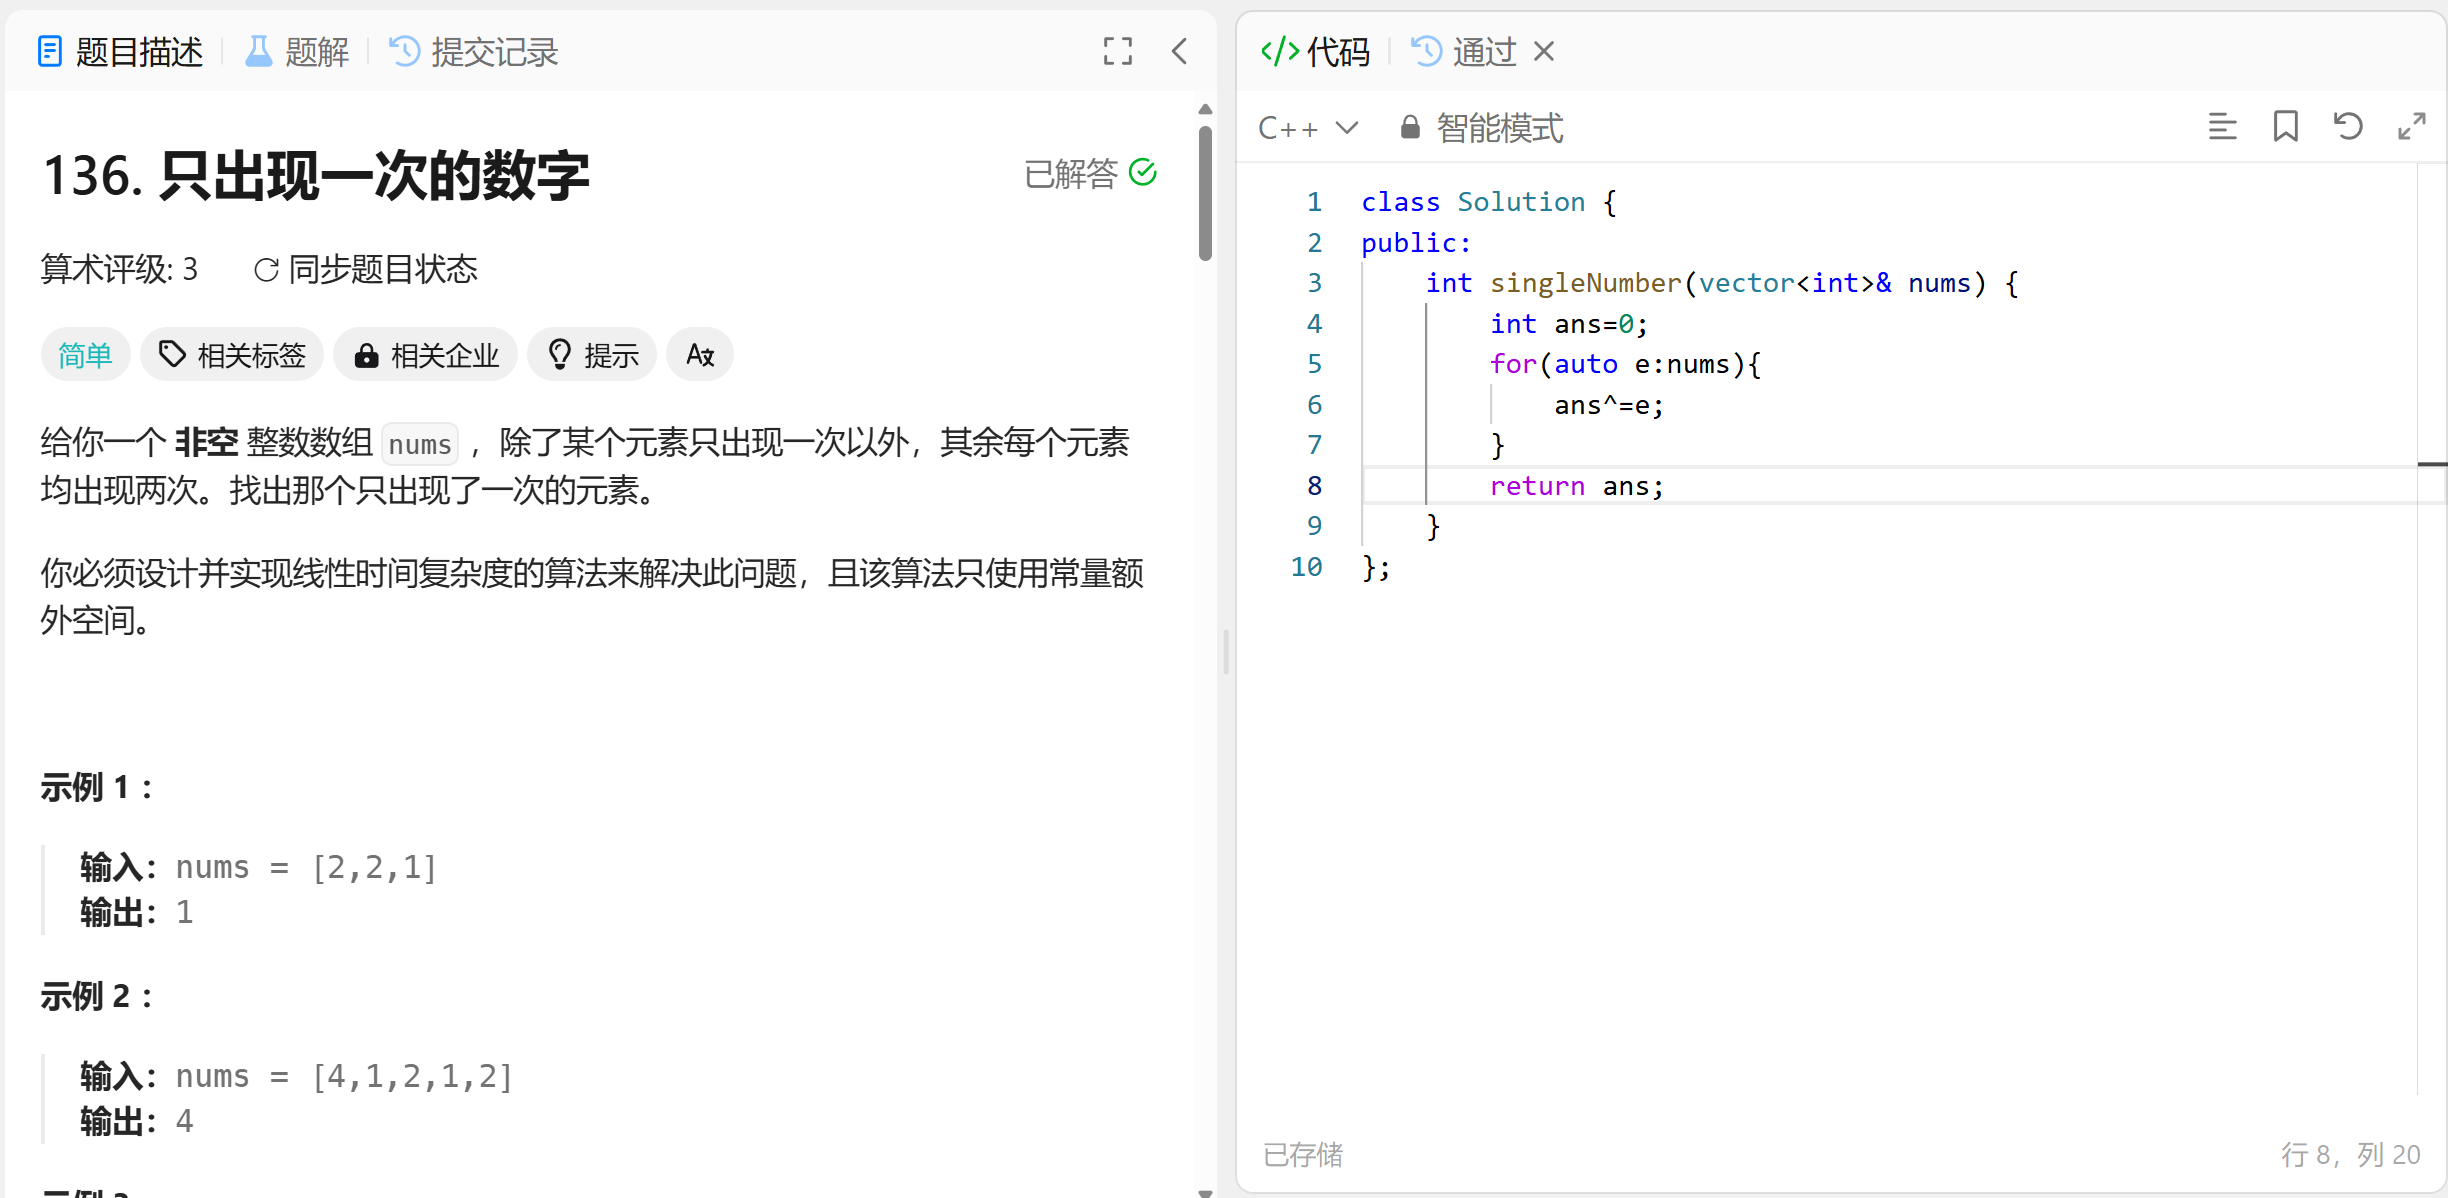 题目描述
题解
提交记录
136. 只出现一次的数字
已解答
算术评级: 3
同步题目状态
简单
相关标签
相关企业
提示
给你一个 非空 整数数组 nums ，除了某个元素只出现一次以外，其余每个元素
均出现两次。找出那个只出现了一次的元素。
你必须设计并实现线性时间复杂度的算法来解决此问题，且该算法只使用常量额
外空间。
示例 1 ：
输入：nums = [2,2,1]
输出：1
示例 2 ：
输入：nums = [4,1,2,1,2]
输出：4
代码
通过
C++
智能模式
1 class Solution {
2 public:
3     int singleNumber(vector<int>& nums) {
4         int ans=0;
5         for(auto e:nums){
6             ans^=e;
7         }
8         return ans;
9     }
10 };
已存储
行 8，列 20